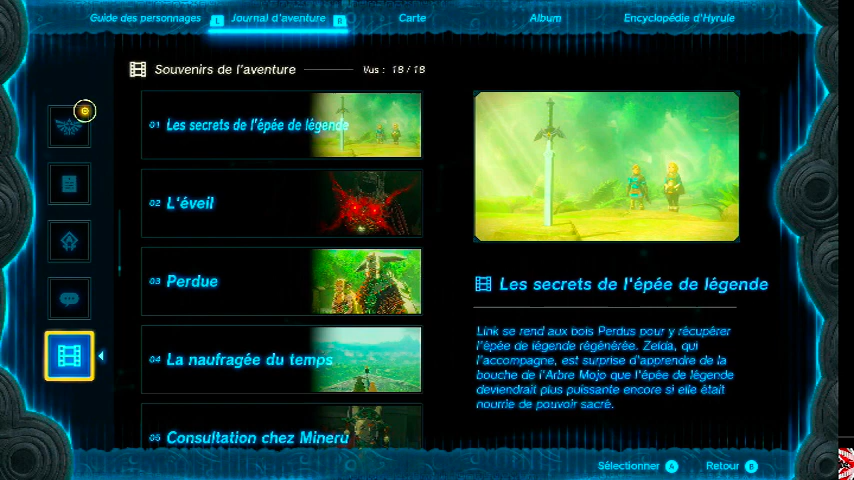 Guide des personnages L Journal d'aventure R Carte Album Encyclopédie d'Hyrule
Souvenirs de l'aventure Vus : 18 / 18
01 Les secrets de l'épée de légende
02 L'éveil
03 Perdue
04 La naufragée du temps
05 Consultation chez Mineru
Les secrets de l'épée de légende
Link se rend aux bois Perdus pour y récupérer
l'épée de légende régénérée. Zelda, qui
l'accompagne, est surprise d'apprendre de la
bouche de l'Arbre Mojo que l'épée de légende
deviendrait plus puissante encore si elle était
nourrie de pouvoir sacré.
Sélectionner A Retour B